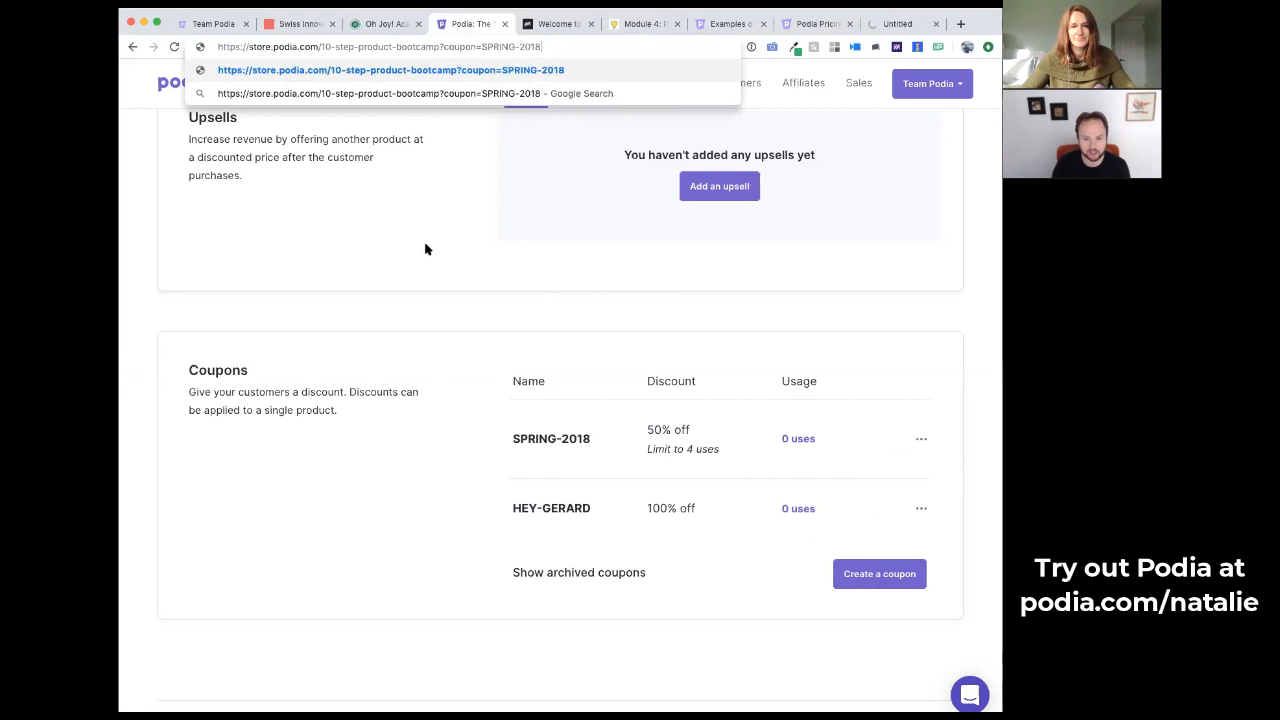 Team Podia
Swiss Innov
Oh Joy! Aca
Podia: The
Welcome to
Module 4: P
Examples o
Podia Pricin
Untitled
https://store.podia.com/10-step-product-bootcamp?coupon=SPRING-2018
https://store.podia.com/10-step-product-bootcamp?coupon=SPRING-2018
https://store.podia.com/10-step-product-bootcamp?coupon=SPRING-2018 - Google Search
Affiliates
Sales
Team Podia
Upsells
Increase revenue by offering another product at
a discounted price after the customer
purchases.
You haven't added any upsells yet
Add an upsell
Coupons
Give your customers a discount. Discounts can
be applied to a single product.
Name Discount Usage
SPRING-2018 50% off 0 uses
Limit to 4 uses
HEY-GERARD 100% off 0 uses
Show archived coupons
Create a coupon
Try out Podia at
podia.com/natalie